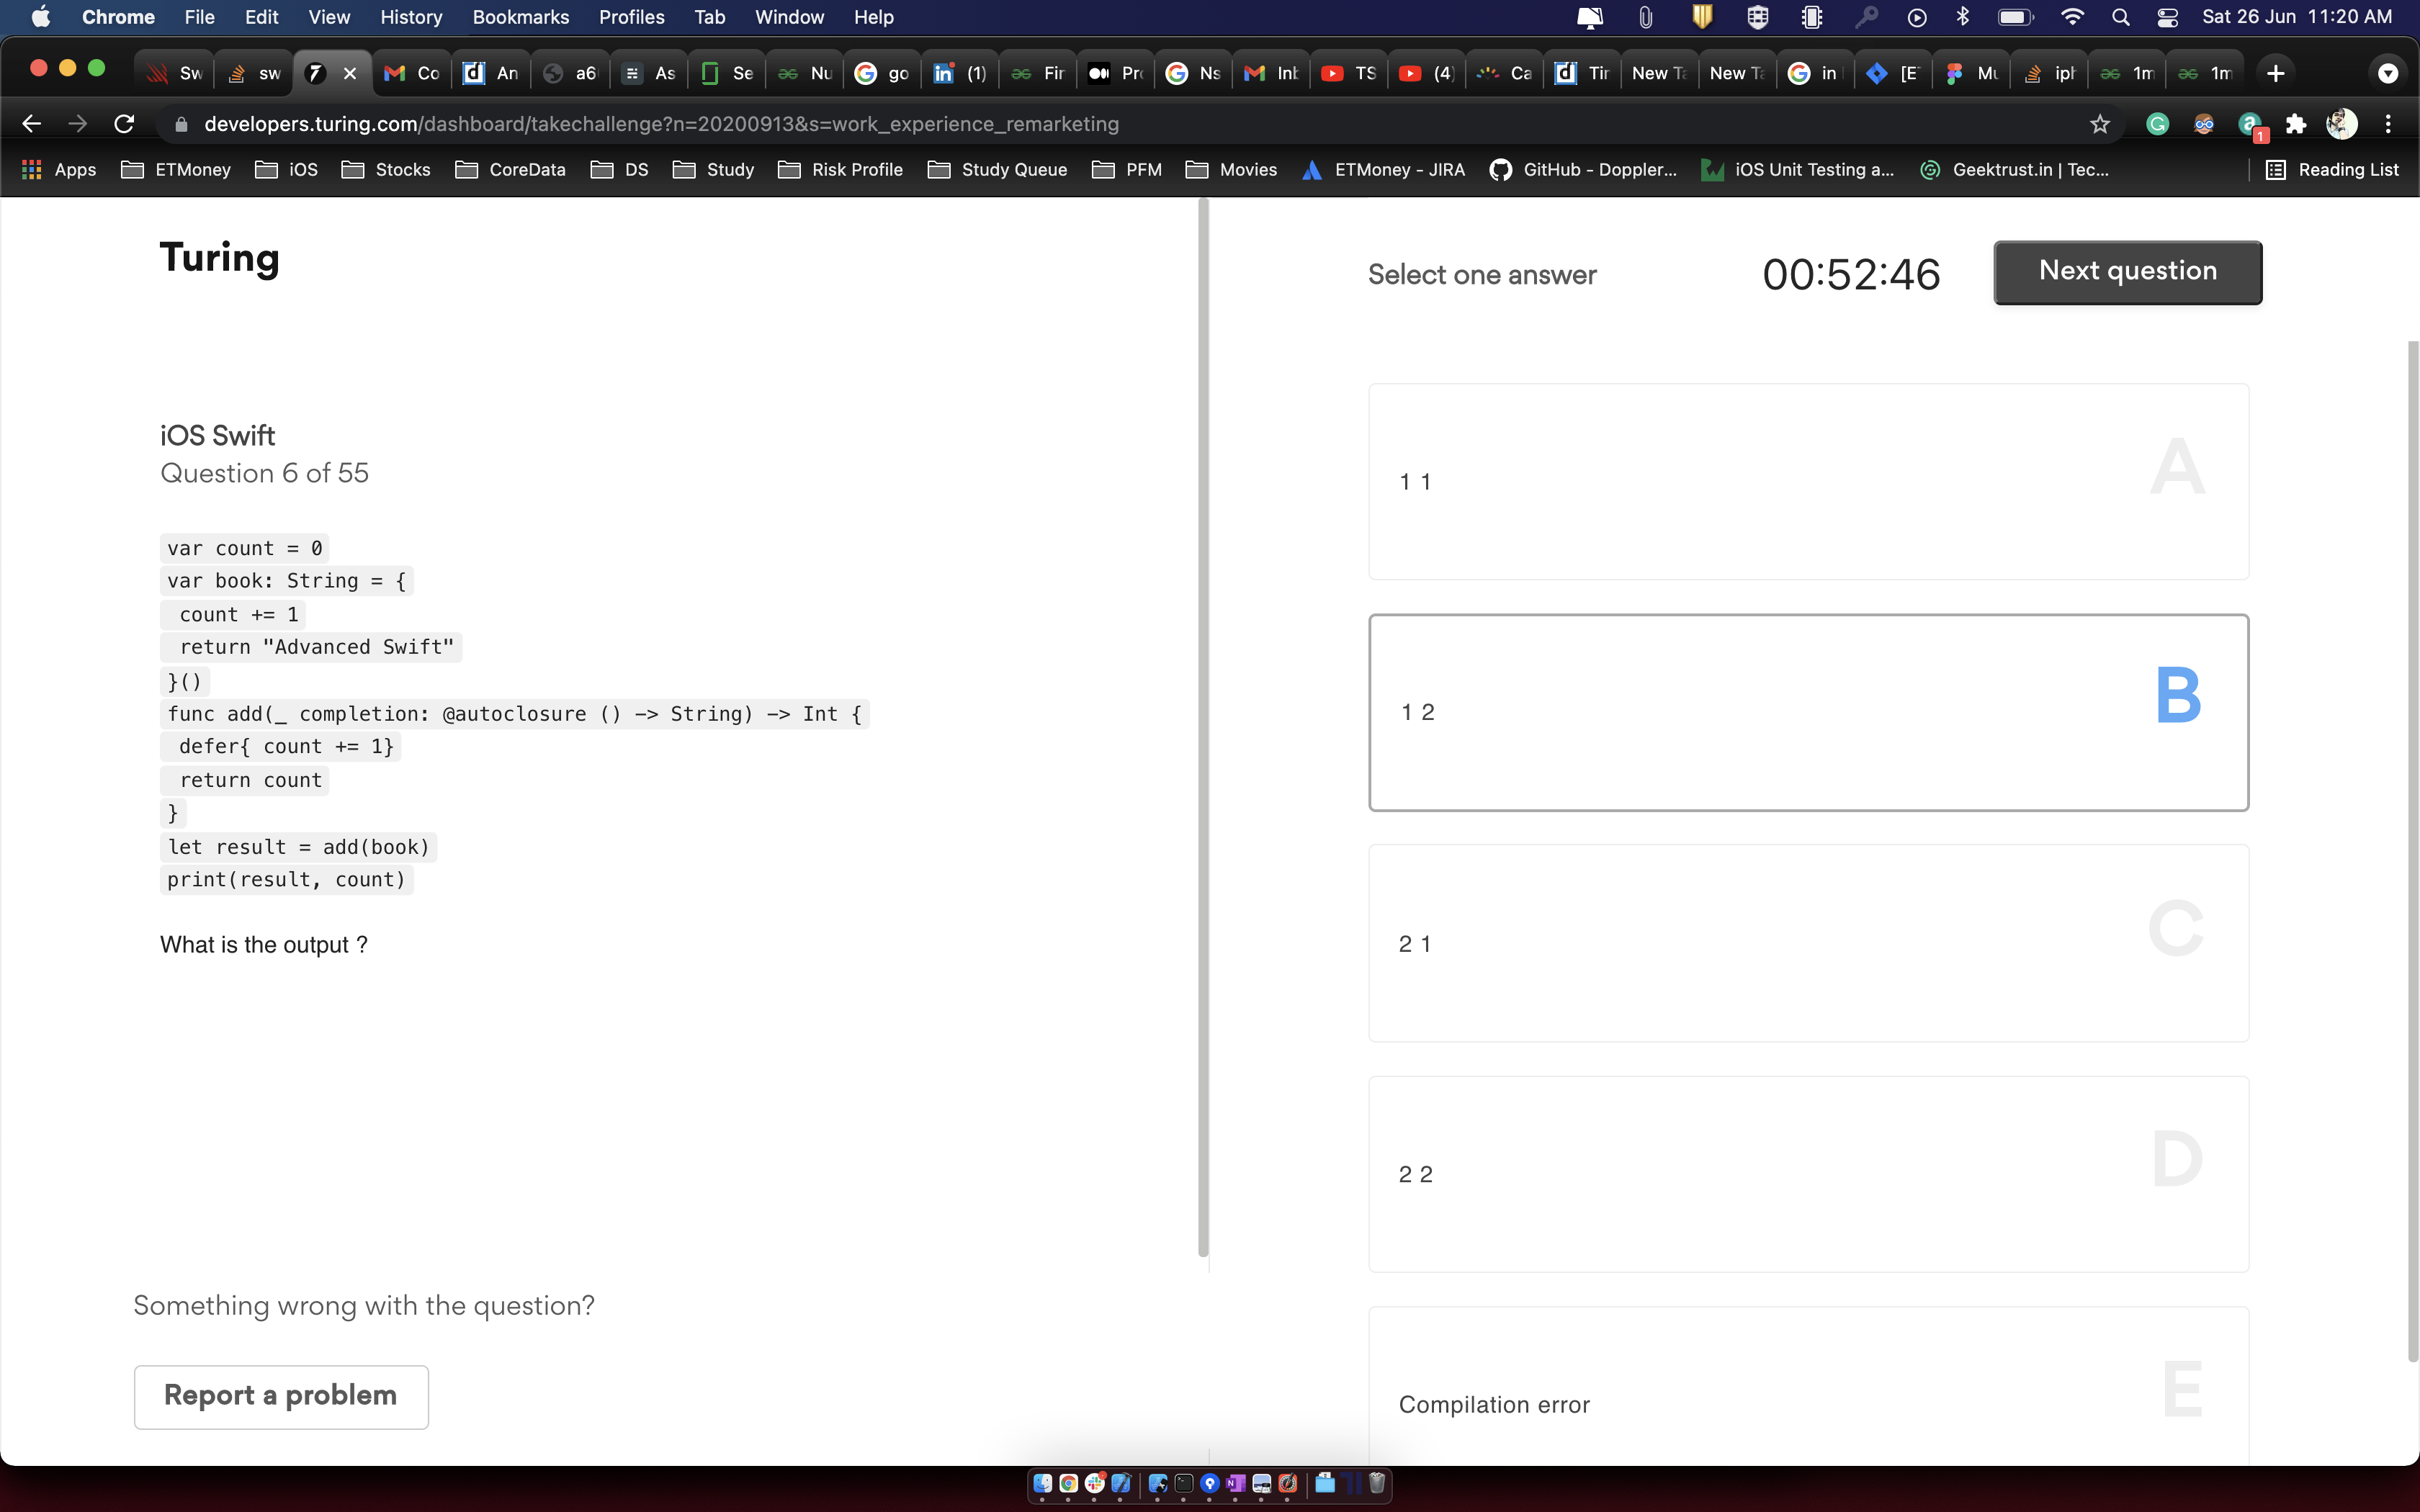 Chrome File Edit View History Bookmarks Profiles Tab Window Help Sat 26 Jun 11:20 AM
Sw sw Co An a6 As Se Nu go (1) Fir Pr Ns Inb TS (4) Ca Tir New Ta New Ta in [E Mu iph 1m 1m
developers.turing.com/dashboard/takechallenge?n=20200913&s=work_experience_remarketing 1
Apps ETMoney iOS Stocks CoreData DS Study Risk Profile Study Queue PFM Movies ETMoney - JIRA GitHub - Doppler... iOS Unit Testing a... Geektrust.in | Tec... Reading List
Turing
Select one answer 00:52:46 Next question
iOS Swift
Question 6 of 55
var count = 0
var book: String = {
count += 1
return "Advanced Swift"
}()
func add(_ completion: @autoclosure () -> String) -> Int {
defer{ count += 1}
return count
}
let result = add(book)
print(result, count)
What is the output ?
Something wrong with the question?
Report a problem
1 1 A
1 2 B
2 1 C
2 2 D
Compilation error E